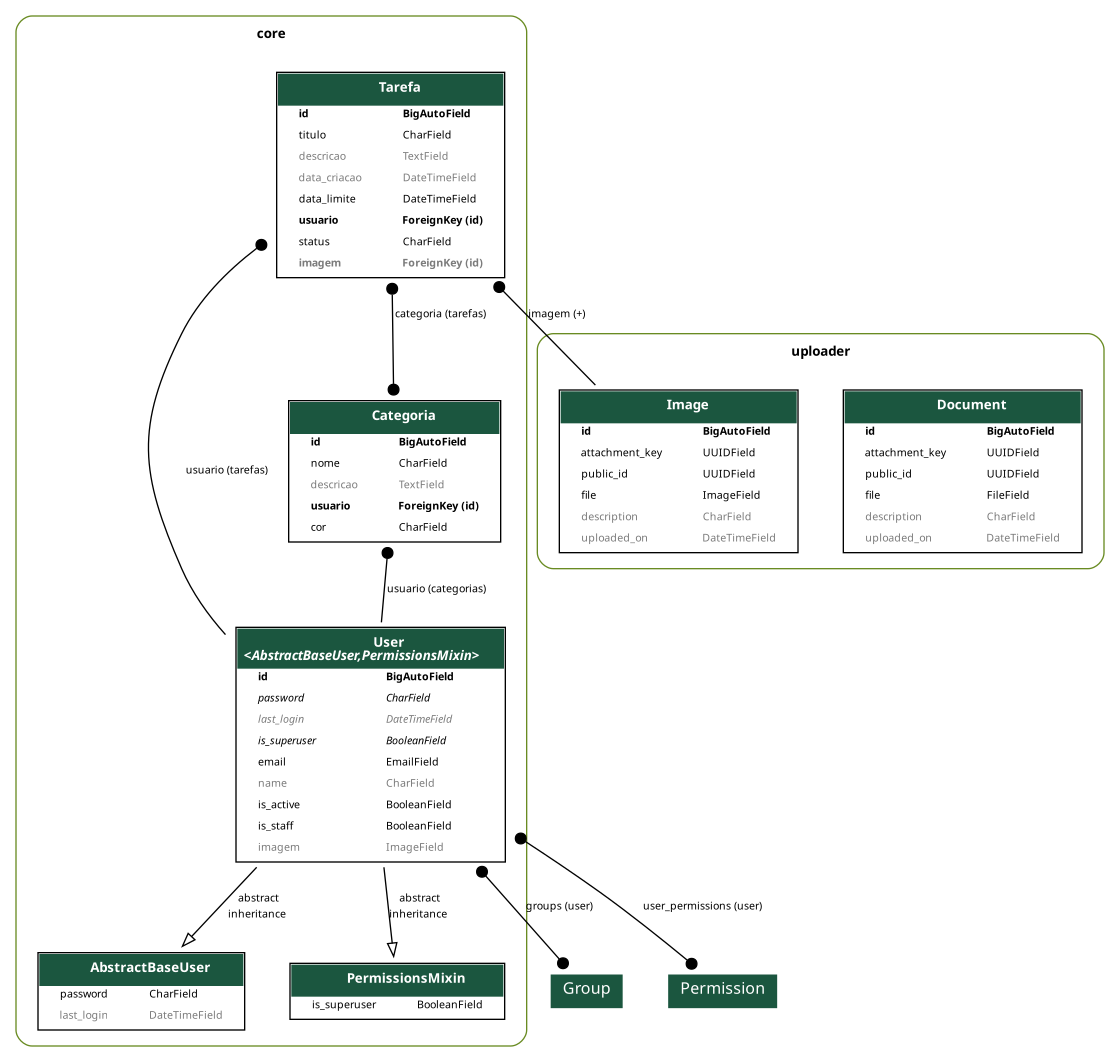 core
Tarefa
id BigAutoField
titulo CharField
descricao TextField
data_criacao DateTimeField
data_limite DateTimeField
usuario ForeignKey (id)
status CharField
imagem ForeignKey (id)
categoria (tarefas)
imagem (+)
usuario (tarefas)
Categoria
id BigAutoField
nome CharField
descricao TextField
usuario ForeignKey (id)
cor CharField
usuario (categorias)
uploader
Image
id BigAutoField
attachment_key UUIDField
public_id UUIDField
file ImageField
description CharField
uploaded_on DateTimeField
Document
id BigAutoField
attachment_key UUIDField
public_id UUIDField
file FileField
description CharField
uploaded_on DateTimeField
User
<AbstractBaseUser,PermissionsMixin>
id BigAutoField
password CharField
last_login DateTimeField
is_superuser BooleanField
email EmailField
name CharField
is_active BooleanField
is_staff BooleanField
imagem ImageField
abstract
inheritance
abstract
inheritance
groups (user)
user_permissions (user)
AbstractBaseUser
password CharField
last_login DateTimeField
PermissionsMixin
is_superuser BooleanField
Group
Permission